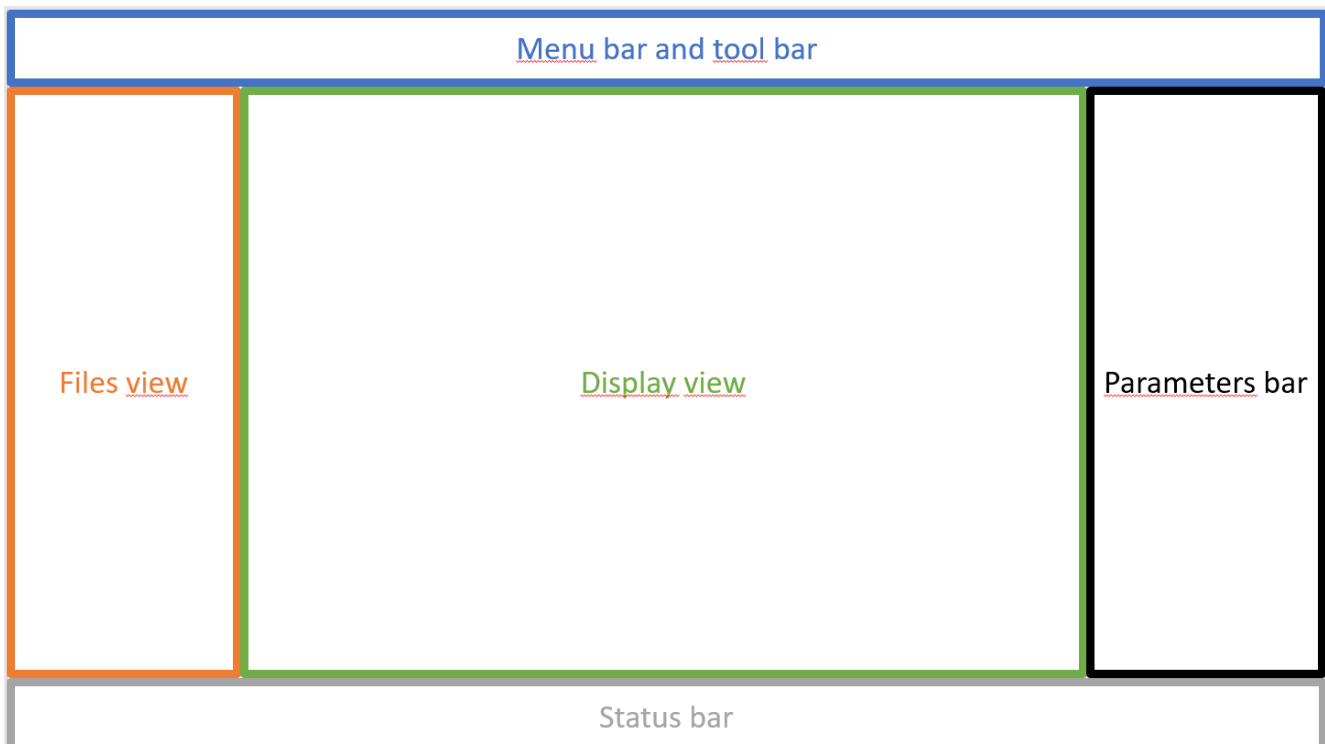 Menu bar and tool bar
Files view
Display view
Parameters bar
Status bar